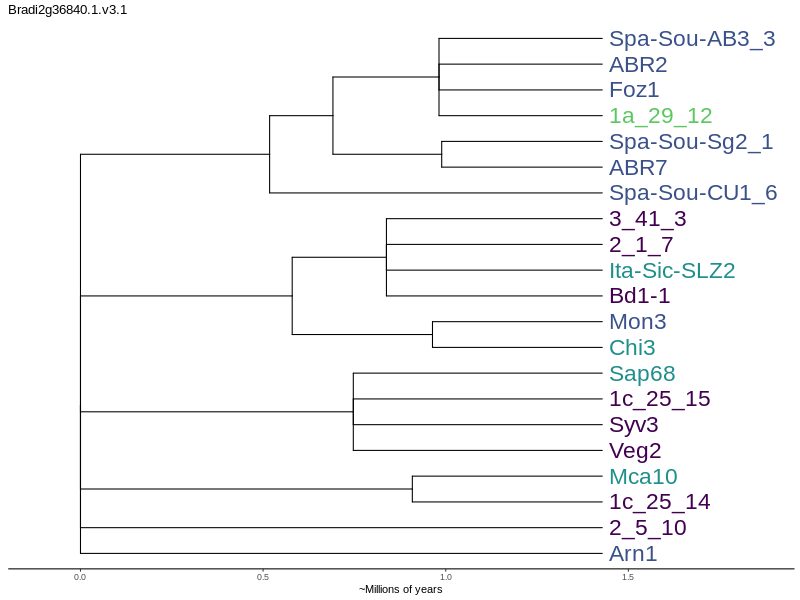 Bradi2g36840.1.v3.1
Spa-Sou-AB3_3
ABR2
Foz1
1a_29_12
Spa-Sou-Sg2_1
ABR7
Spa-Sou-CU1_6
3_41_3
2_1_7
Ita-Sic-SLZ2
Bd1-1
Mon3
Chi3
Sap68
1c_25_15
Syv3
Veg2
Mca10
1c_25_14
2_5_10
Arn1
0.0 0.5 1.0 1.5
~Millions of years